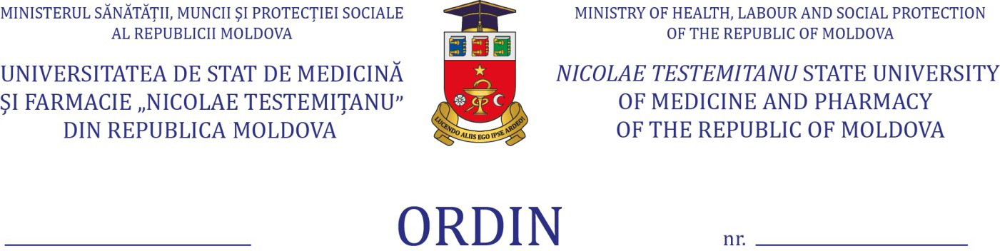 MINISTERUL SĂNĂTĂȚII, MUNCII ȘI PROTECȚIEI SOCIALE
AL REPUBLICII MOLDOVA
UNIVERSITATEA DE STAT DE MEDICINĂ
ȘI FARMACIE „NICOLAE TESTEMIȚANU”
DIN REPUBLICA MOLDOVA
LUCENDO ALIIS EGO IPSE ARDEO!
MINISTRY OF HEALTH, LABOUR AND SOCIAL PROTECTION
OF THE REPUBLIC OF MOLDOVA
NICOLAE TESTEMITANU STATE UNIVERSITY
OF MEDICINE AND PHARMACY
OF THE REPUBLIC OF MOLDOVA
ORDIN
nr.